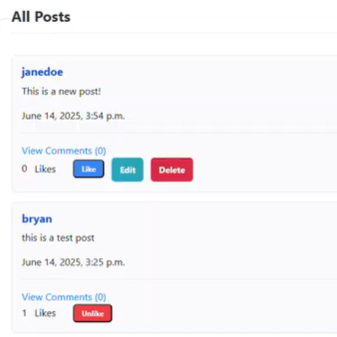 All Posts
janedoe
This is a new post!
June 14, 2025, 3:54 p.m.
View Comments (0)
0 Likes Like Edit Delete
bryan
this is a test post
June 14, 2025, 3:25 p.m.
View Comments (0)
1 Likes Unlike